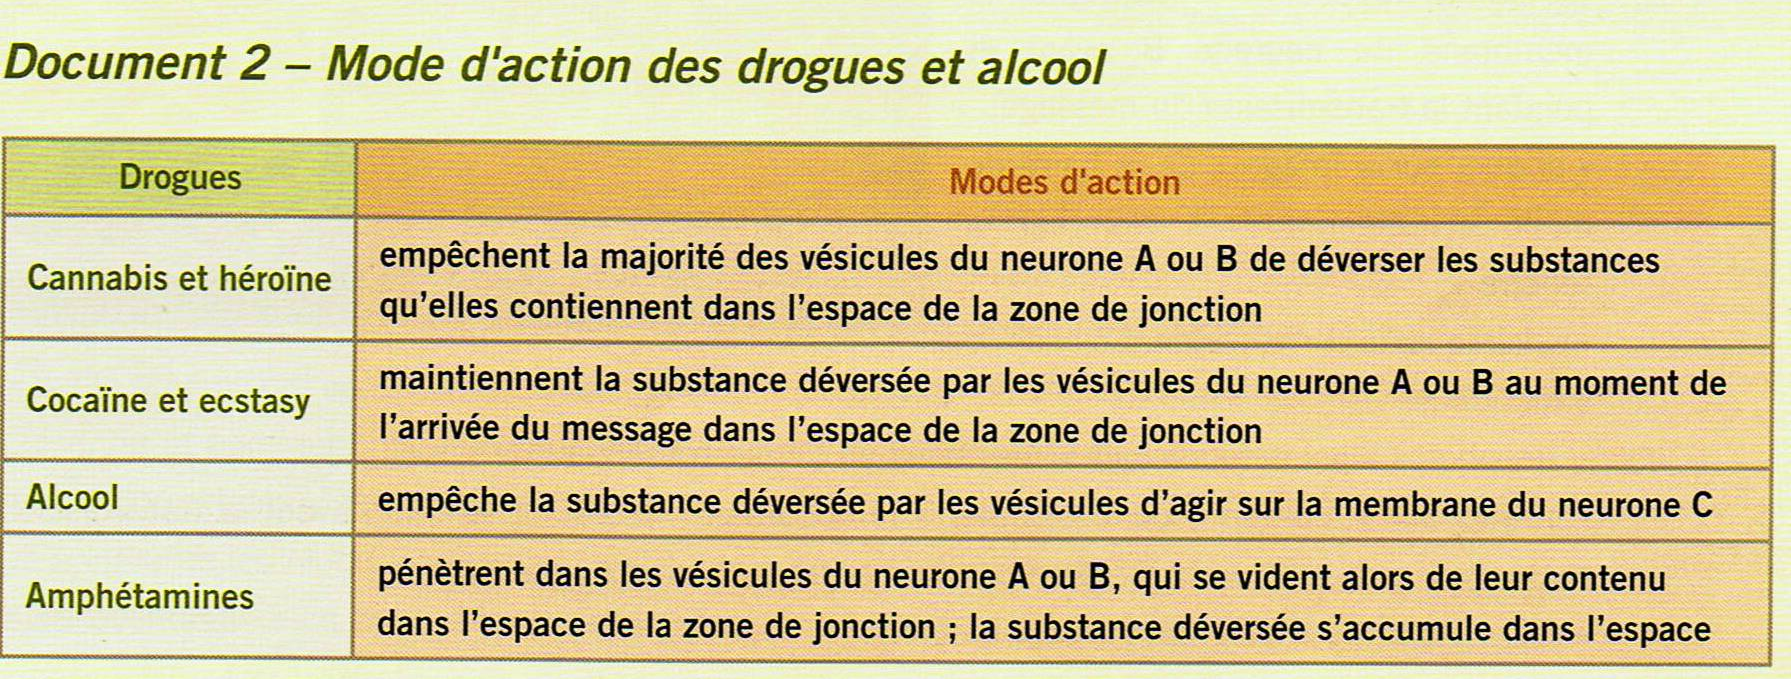 Document 2 – Mode d'action des drogues et alcool
Drogues
Modes d'action
Cannabis et héroïne
empêchent la majorité des vésicules du neurone A ou B de déverser les substances
qu'elles contiennent dans l'espace de la zone de jonction
Cocaïne et ecstasy
maintiennent la substance déversée par les vésicules du neurone A ou B au moment de
l'arrivée du message dans l'espace de la zone de jonction
Alcool
empêche la substance déversée par les vésicules d'agir sur la membrane du neurone C
Amphétamines
pénètrent dans les vésicules du neurone A ou B, qui se vident alors de leur contenu
dans l'espace de la zone de jonction ; la substance déversée s'accumule dans l'espace